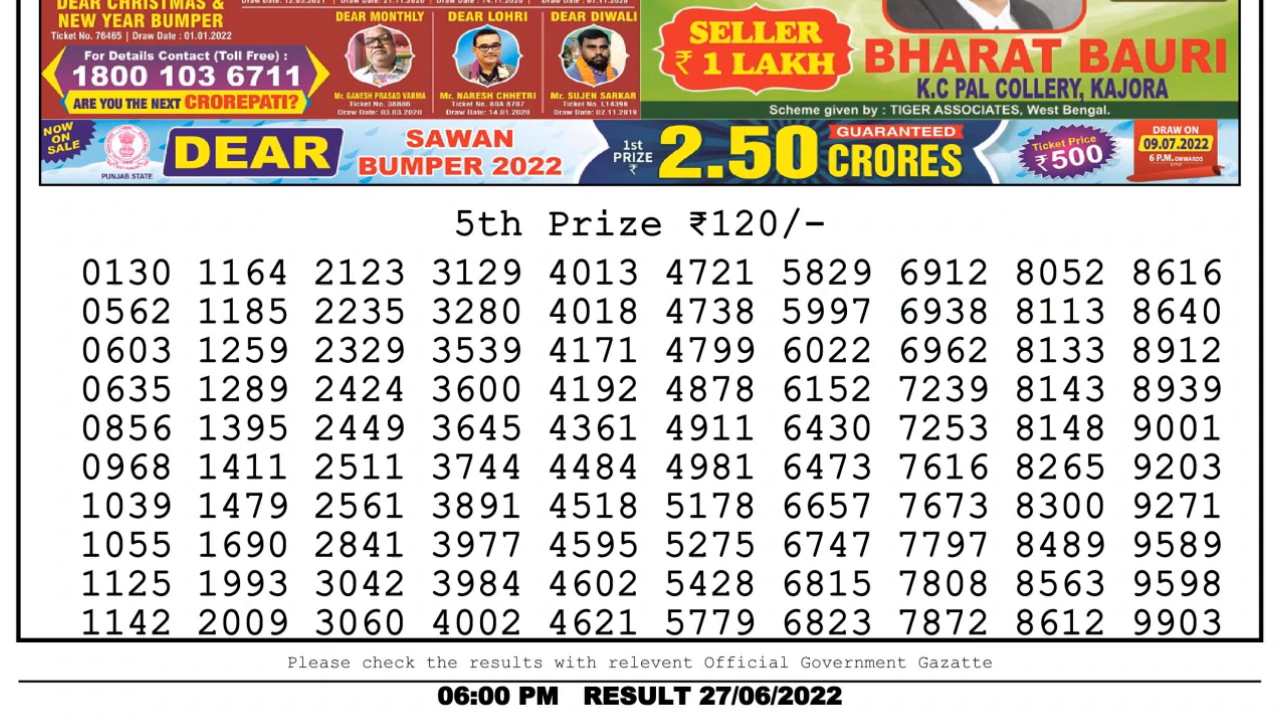 DEAR CHRISTMAS &
NEW YEAR BUMPER
Ticket No. 76465 | Draw Date : 01.01.2022
For Details Contact (Toll Free) :
1800 103 6711
ARE YOU THE NEXT CROREPATI?
DEAR MONTHLY
Mr. GANESH PRASAD VARMA
Ticket No. 38886
Draw Date: 03.03.2020
DEAR LOHRI
Mr. NARESH CHHETRI
Ticket No. 60A 8707
Draw Date: 14.01.2020
DEAR DIWALI
Mr. SUJEN SARKAR
Ticket No. L14396
Draw Date: 02.11.2019
SELLER
₹ 1 LAKH
BHARAT BAURI
K.C PAL COLLERY, KAJORA
Scheme given by : TIGER ASSOCIATES, West Bengal.
NOW ON SALE
PUNJAB STATE
DEAR
SAWAN
BUMPER 2022
1st
PRIZE
₹
2.50
GUARANTEED
CRORES
Ticket Price
₹500
DRAW ON
09.07.2022
6 P.M. ONWARDS
5th Prize ₹120/-
0130 1164 2123 3129 4013 4721 5829 6912 8052 8616
0562 1185 2235 3280 4018 4738 5997 6938 8113 8640
0603 1259 2329 3539 4171 4799 6022 6962 8133 8912
0635 1289 2424 3600 4192 4878 6152 7239 8143 8939
0856 1395 2449 3645 4361 4911 6430 7253 8148 9001
0968 1411 2511 3744 4484 4981 6473 7616 8265 9203
1039 1479 2561 3891 4518 5178 6657 7673 8300 9271
1055 1690 2841 3977 4595 5275 6747 7797 8489 9589
1125 1993 3042 3984 4602 5428 6815 7808 8563 9598
1142 2009 3060 4002 4621 5779 6823 7872 8612 9903
Please check the results with relevent Official Government Gazatte
06:00 PM RESULT 27/06/2022